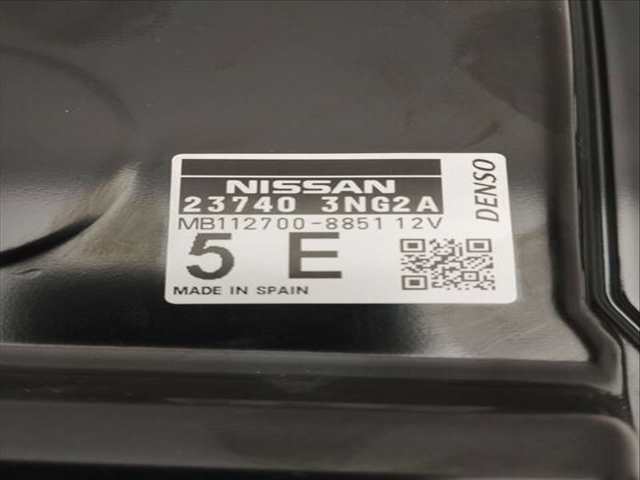 NISSAN
23740 3NG2A
MB112700-8851 12V
5 E
MADE IN SPAIN
DENSO